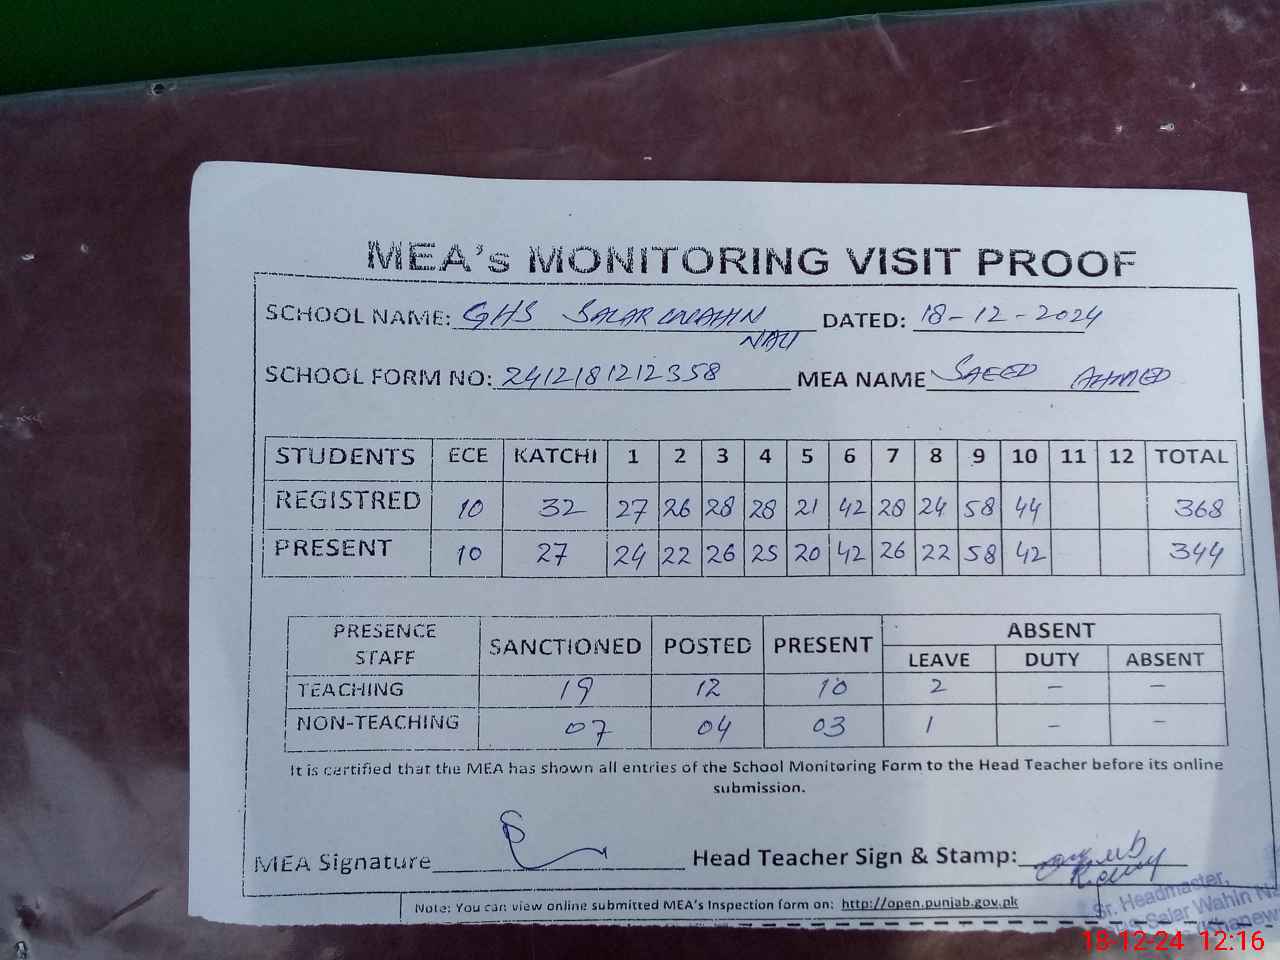 MEA's MONITORING VISIT PROOF
SCHOOL NAME: GHS SALARWAHIN NAU DATED: 18-12-2024
SCHOOL FORM NO: 2412181212358 MEA NAME SAEED AHMED
STUDENTS ECE KATCHI 1 2 3 4 5 6 7 8 9 10 11 12 TOTAL
REGISTRED 10 32 27 26 28 28 21 42 28 24 58 44 368
PRESENT 10 27 24 22 26 25 20 42 26 22 58 42 344
PRESENCE STAFF SANCTIONED POSTED PRESENT ABSENT
LEAVE DUTY ABSENT
TEACHING 19 12 10 2 – –
NON-TEACHING 07 04 03 1 – –
It is certified that the MEA has shown all entries of the School Monitoring Form to the Head Teacher before its online
submission.
MEA Signature Head Teacher Sign & Stamp:
Sr. Headmaster,
Salar Wahin
Note: You can view online submitted MEA's Inspection form on: http://open.punjab.gov.pk
18-12-24 12:16